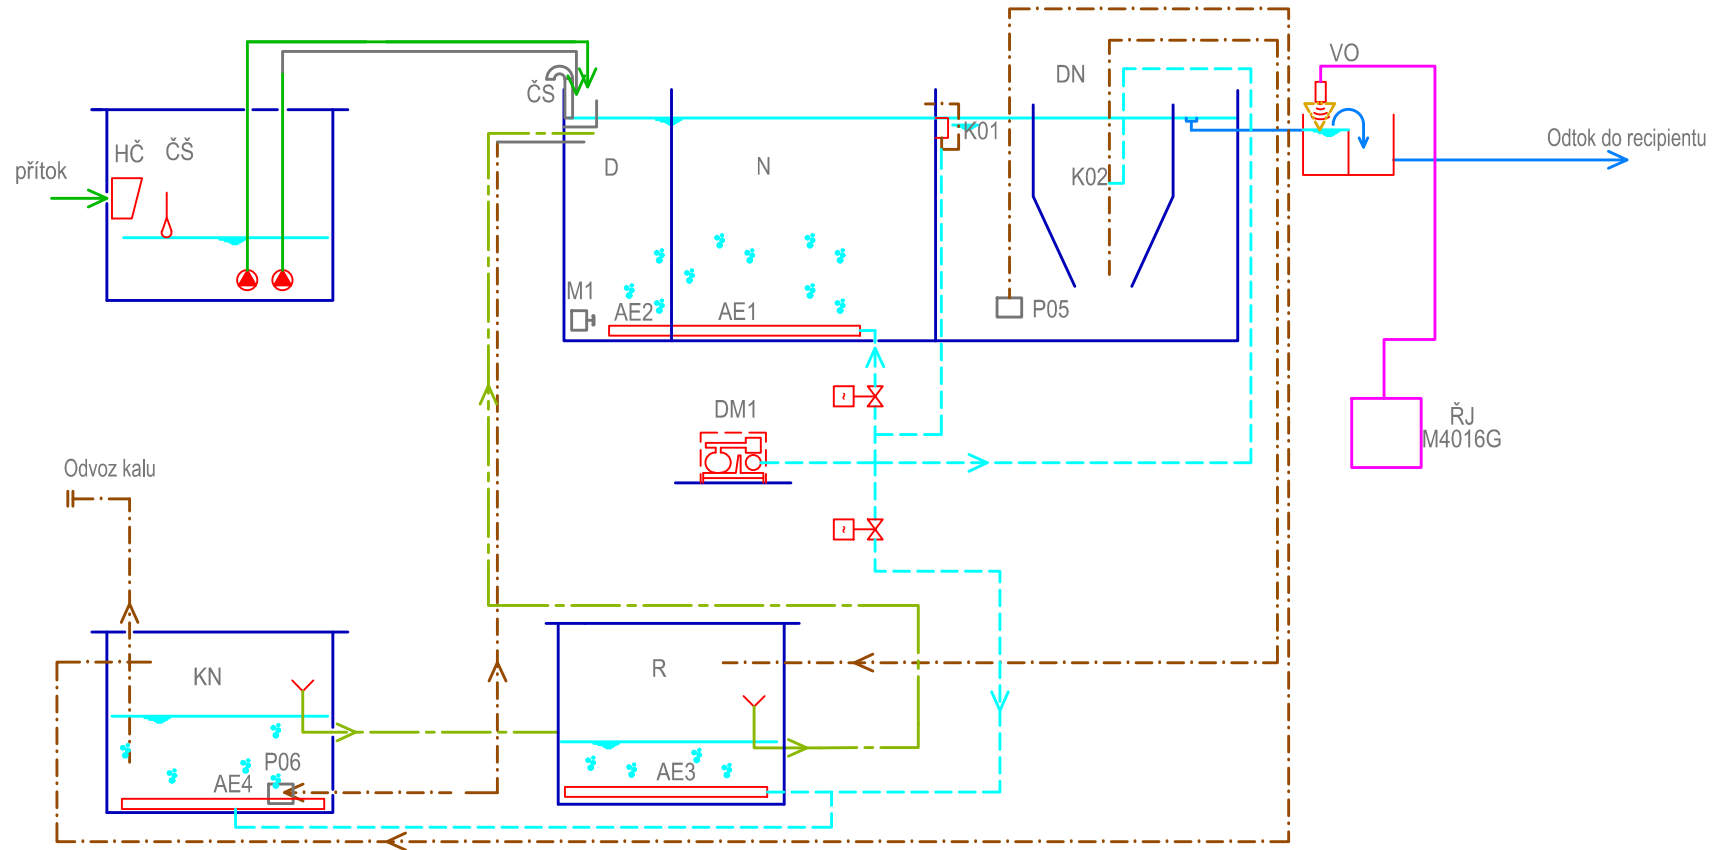 VO
DN
ČS
K01
Odtok do recipientu
HČ
ČŠ
přítok
D
N
K02
M1
AE2
AE1
P05
DM1
ŘJ
M4016G
Odvoz kalu
KN
R
P06
AE4
AE3
~
~